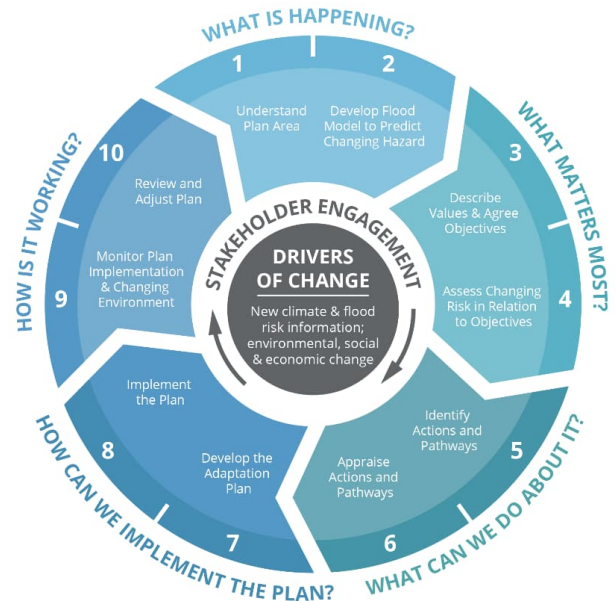 WHAT IS HAPPENING?
1
Understand
Plan Area
2
Develop Flood
Model to Predict
Changing Hazard
WHAT MATTERS MOST?
3
Describe
Values & Agree
Objectives
4
Assess Changing
Risk in Relation
to Objectives
WHAT CAN WE DO ABOUT IT?
5
Identify
Actions and
Pathways
6
Appraise
Actions and
Pathways
HOW CAN WE IMPLEMENT THE PLAN?
7
Develop the
Adaptation
Plan
8
Implement
the Plan
HOW IS IT WORKING?
9
Monitor Plan
Implementation
& Changing
Environment
10
Review and
Adjust Plan
STAKEHOLDER ENGAGEMENT
DRIVERS
OF CHANGE
New climate & flood
risk information;
environmental, social
& economic change